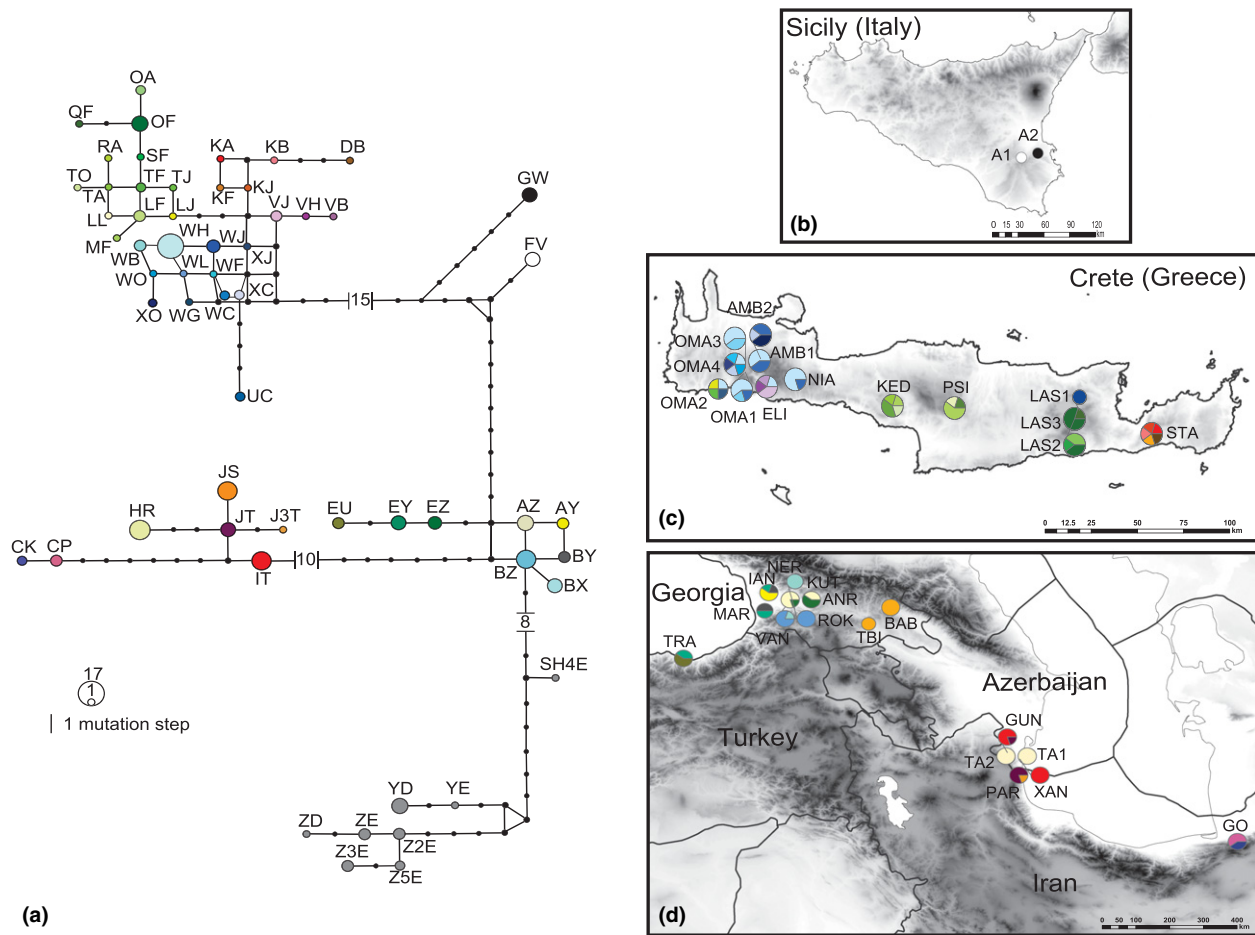 OA
QF
OF
RA
SF
KA
KB
DB
TO
TF
TJ
TA
KF
KJ
GW
LL
LF
LJ
VJ
VH
VB
MF
WH
WJ
FV
WB
WL
WF
XJ
WO
XC
XO
WG
WC
15
UC
JS
HR
JT
J3T
EU
EY
EZ
AZ
AY
CK
CP
IT
10
BZ
BY
BX
8
SH4E
17
1
1 mutation step
YD
YE
ZD
ZE
Z2E
Z3E
Z5E
(a)
Sicily (Italy)
A2
A1
(b)
0 15 30 60 90 120
km
Crete (Greece)
AMB2
OMA3
AMB1
OMA4
NIA
KED
PSI
LAS1
OMA2
OMA1
ELI
LAS3
STA
LAS2
(c)
0 12.5 25 50 75 100
km
NER
IAN
KUT
Georgia
ANR
MAR
BAB
VAN
ROK
TBI
TRA
Azerbaijan
GUN
Turkey
TA2
TA1
PAR
XAN
GO
Iran
(d)
0 50 100 200 300 400
km